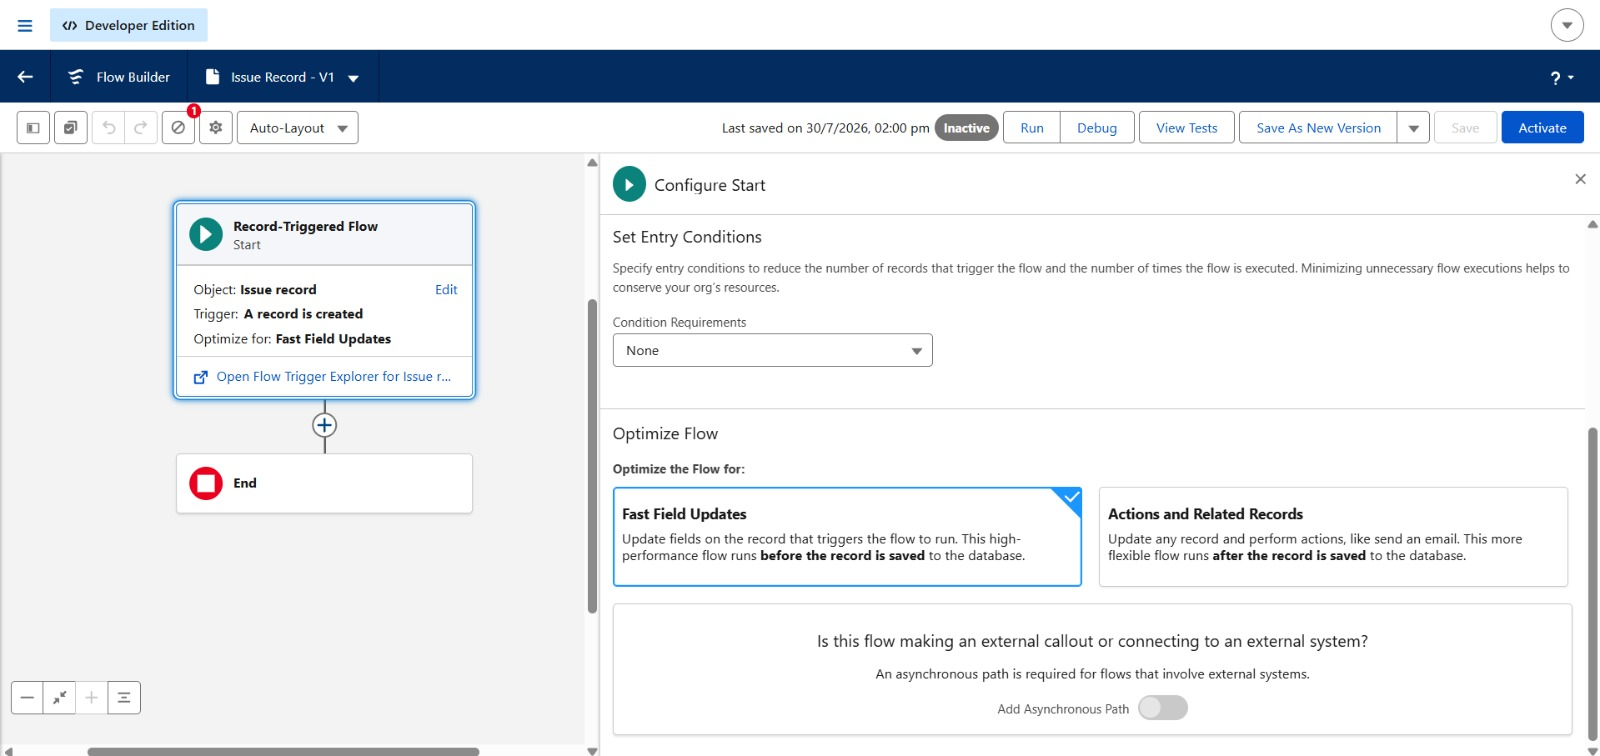 Developer Edition
Flow Builder
Issue Record - V1
?
1
Auto-Layout
Last saved on 30/7/2026, 02:00 pm
Inactive
Run
Debug
View Tests
Save As New Version
Save
Activate
Record-Triggered Flow
Start
Object: Issue record
Edit
Trigger: A record is created
Optimize for: Fast Field Updates
Open Flow Trigger Explorer for Issue r...
End
Configure Start
Set Entry Conditions
Specify entry conditions to reduce the number of records that trigger the flow and the number of times the flow is executed. Minimizing unnecessary flow executions helps to
conserve your org's resources.
Condition Requirements
None
Optimize Flow
Optimize the Flow for:
Fast Field Updates
Update fields on the record that triggers the flow to run. This high-
performance flow runs before the record is saved to the database.
Actions and Related Records
Update any record and perform actions, like send an email. This more
flexible flow runs after the record is saved to the database.
Is this flow making an external callout or connecting to an external system?
An asynchronous path is required for flows that involve external systems.
Add Asynchronous Path